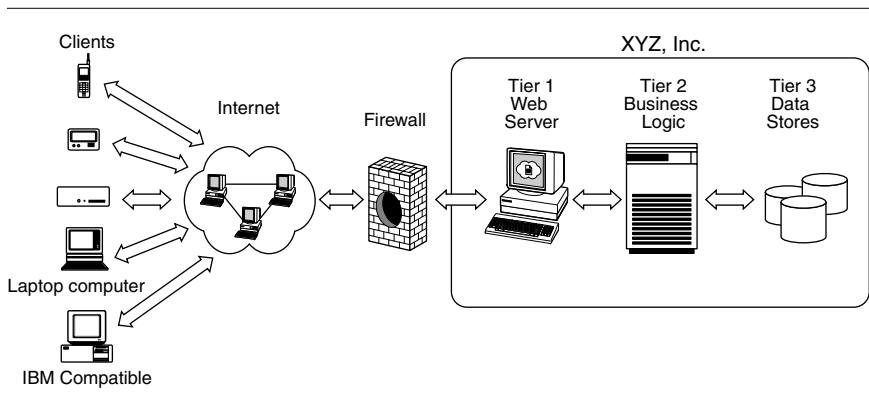 XYZ, Inc.
Clients
Internet
Firewall
Tier 1
Web
Server
Tier 2
Business
Logic
Tier 3
Data
Stores
Laptop computer
IBM Compatible